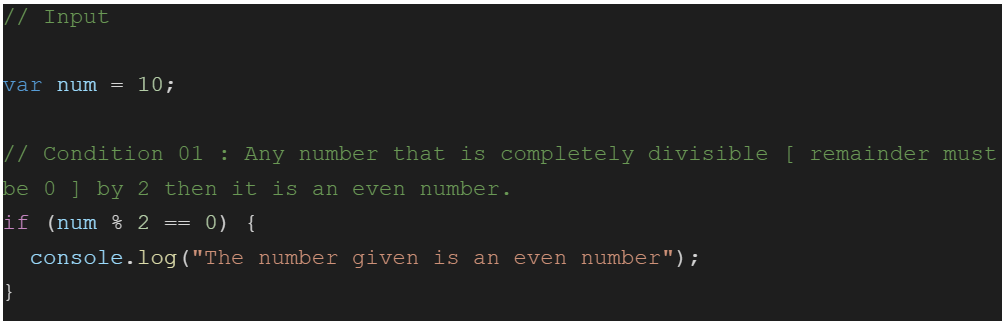 // Input
var num = 10;
// Condition 01 : Any number that is completely divisible [ remainder must
be 0 ] by 2 then it is an even number.
if (num % 2 == 0) {
  console.log("The number given is an even number");
}